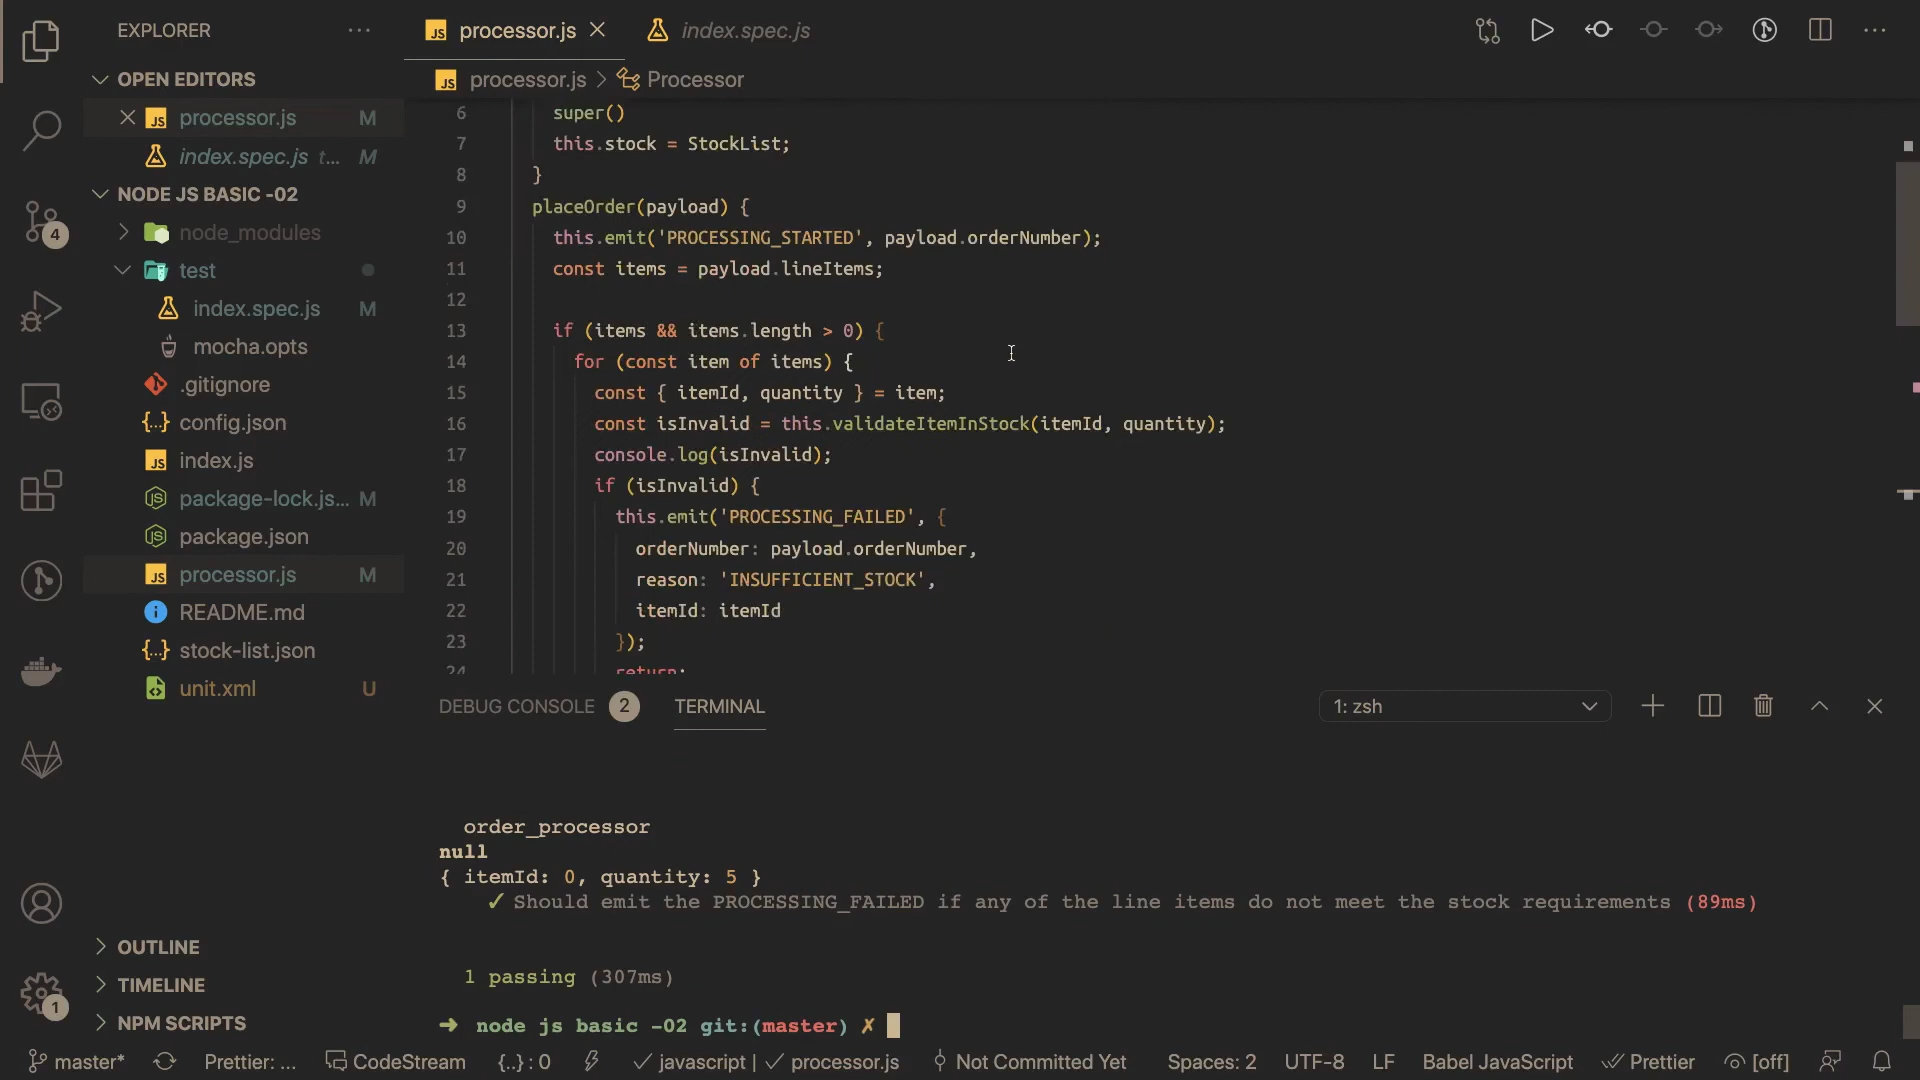 EXPLORER
OPEN EDITORS
JS processor.js M
index.spec.js t... M
NODE JS BASIC -02
node_modules
test
index.spec.js M
mocha.opts
.gitignore
{...} config.json
JS index.js
package-lock.js... M
package.json
JS processor.js M
README.md
{...} stock-list.json
unit.xml U
OUTLINE
TIMELINE
NPM SCRIPTS
4
1
JS processor.js
index.spec.js
JS processor.js > Processor
6 super()
7 this.stock = StockList;
8 }
9 placeOrder(payload) {
10 this.emit('PROCESSING_STARTED', payload.orderNumber);
11 const items = payload.lineItems;
12
13 if (items && items.length > 0) {
14 for (const item of items) {
15 const { itemId, quantity } = item;
16 const isInvalid = this.validateItemInStock(itemId, quantity);
17 console.log(isInvalid);
18 if (isInvalid) {
19 this.emit('PROCESSING_FAILED', {
20 orderNumber: payload.orderNumber,
21 reason: 'INSUFFICIENT_STOCK',
22 itemId: itemId
23 });
24 return;
DEBUG CONSOLE 2 TERMINAL 1: zsh
order_processor
null
{ itemId: 0, quantity: 5 }
✓ Should emit the PROCESSING_FAILED if any of the line items do not meet the stock requirements (89ms)
1 passing (307ms)
➜ node js basic -02 git:(master) ✗
master* Prettier: ... CodeStream {..} : 0 ✓ javascript | ✓ processor.js Not Committed Yet Spaces: 2 UTF-8 LF Babel JavaScript Prettier [off]